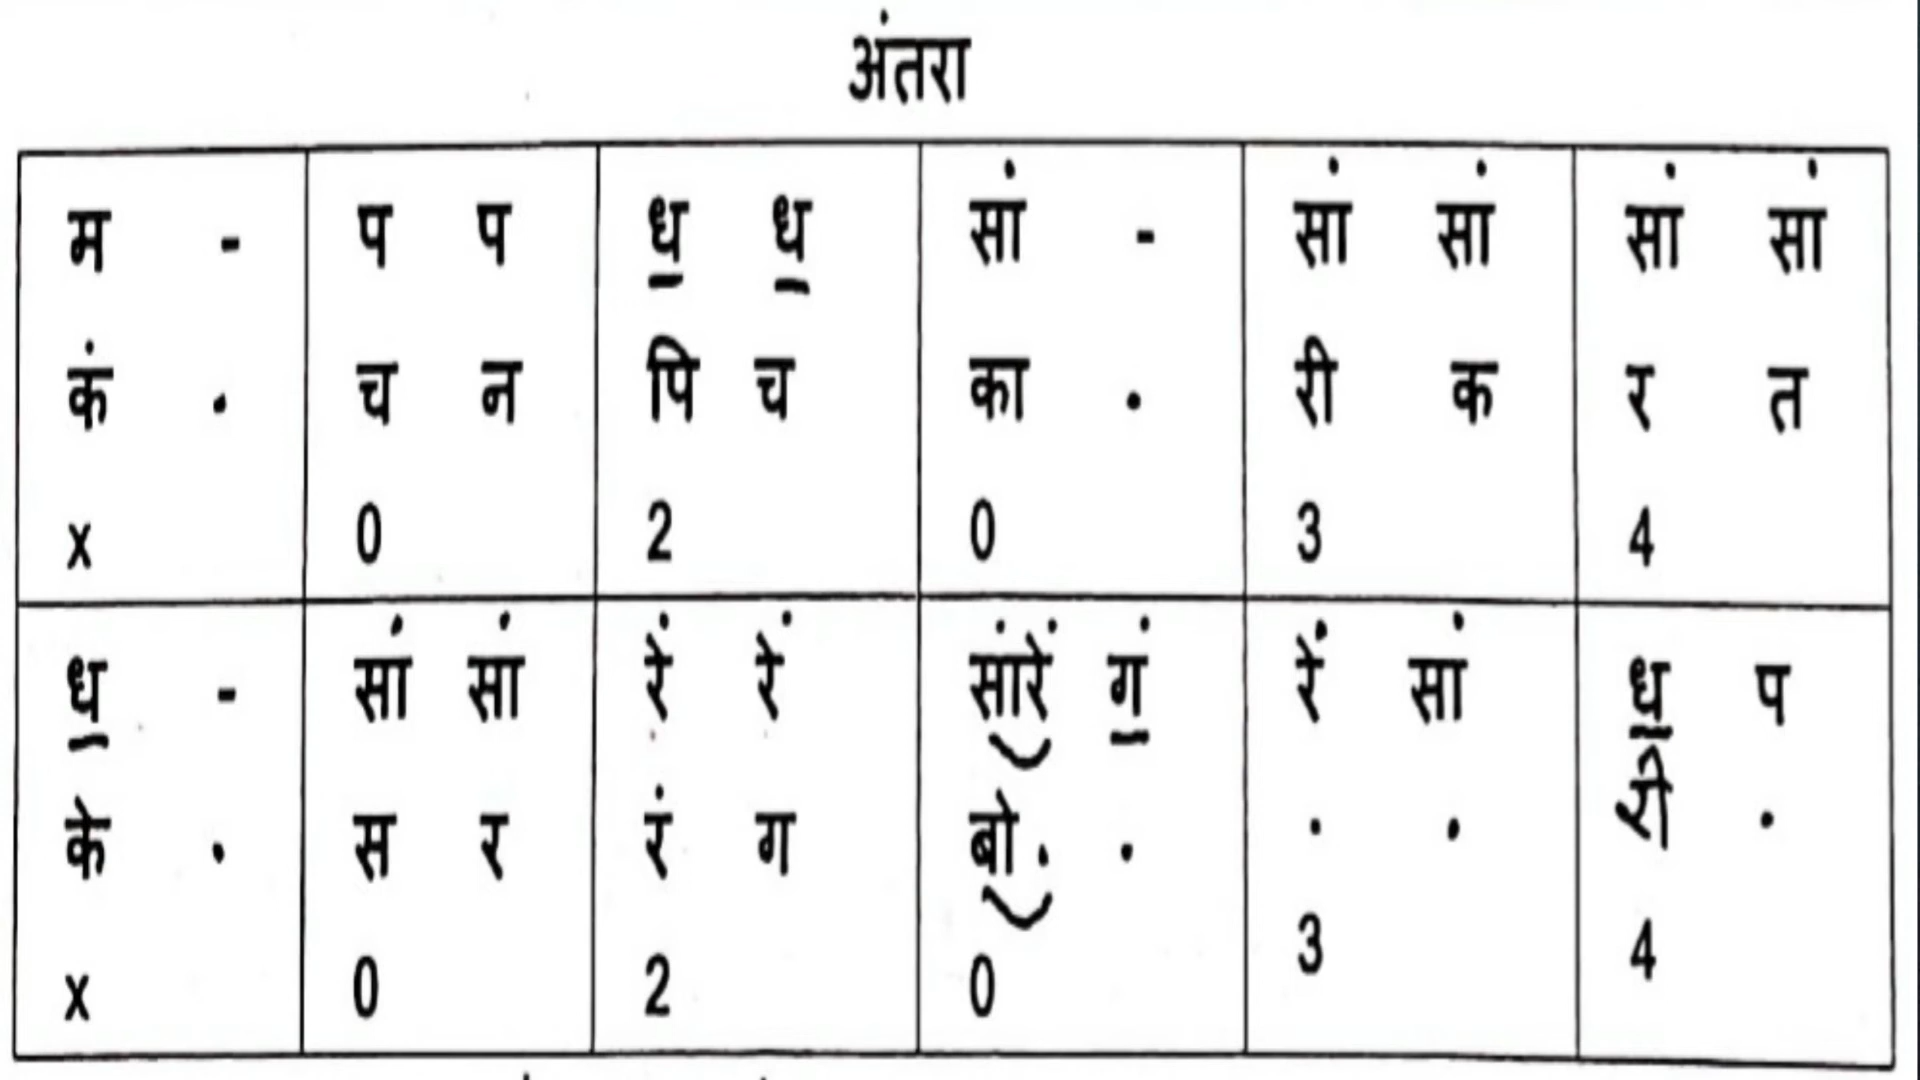 अंतरा
म - प प ध॒ ध॒ सां - सां सां सां सां
कं . च न पि च का . री क र त
x 0 2 0 3 4
ध॒ - सां सां रें रें सांरें गं॒ रें सां ध॒ प
के . स र रं ग बो. . . . .
x 0 2 0 3 4